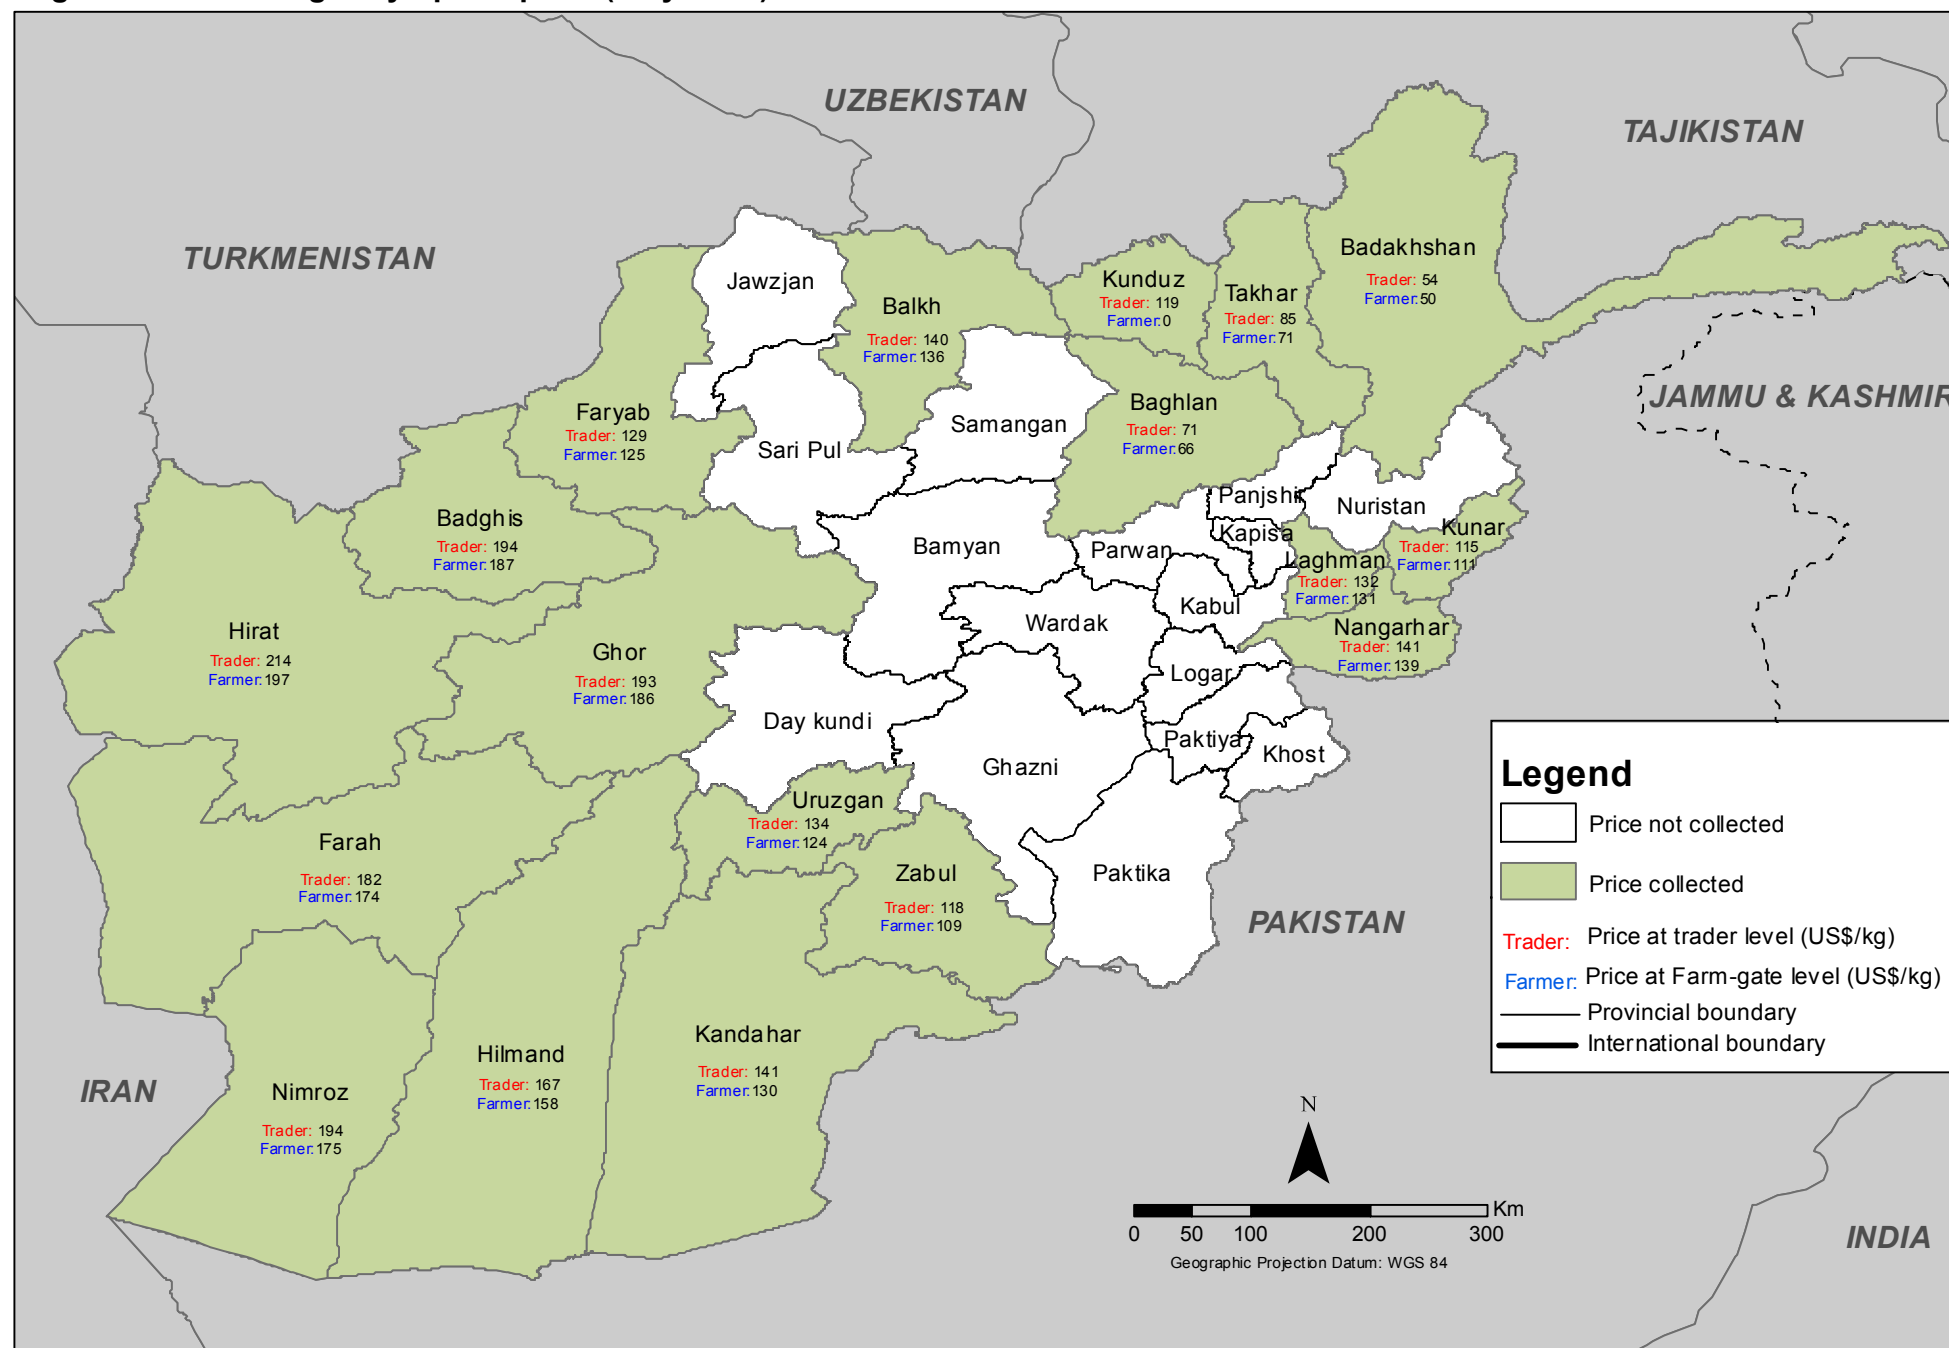 UZBEKISTAN
TAJIKISTAN
TURKMENISTAN
Jawzjan
Balkh
Trader: 140
Farmer:136
Kunduz
Trader: 119
Farmer:0
Takhar
Trader: 85
Farmer:71
Badakhshan
Trader: 54
Farmer:50
JAMMU & KASHMIR
Faryab
Trader: 129
Farmer:125
Sari Pul
Samangan
Baghlan
Trader: 71
Farmer:66
Panjshi
Nuristan
Badghis
Trader: 194
Farmer:187
Bamyan
Parwan
Kapisa
Laghman
Trader: 132
Farmer:131
Kunar
Trader: 115
Farmer:111
Hirat
Trader: 214
Farmer:197
Ghor
Trader: 193
Farmer:186
Wardak
Kabul
Nangarhar
Trader: 141
Farmer:139
Logar
Day kundi
Ghazni
Paktiya
Khost
Uruzgan
Trader: 134
Farmer:124
Farah
Trader: 182
Farmer:174
Zabul
Trader: 118
Farmer:109
Paktika
PAKISTAN
Nimroz
Trader: 194
Farmer:175
Hilmand
Trader: 167
Farmer:158
Kandahar
Trader: 141
Farmer:130
IRAN
INDIA
Legend
Price not collected
Price collected
Trader: Price at trader level (US$/kg)
Farmer: Price at Farm-gate level (US$/kg)
Provincial boundary
International boundary
N
Km
0 50 100 200 300
Geographic Projection Datum: WGS 84